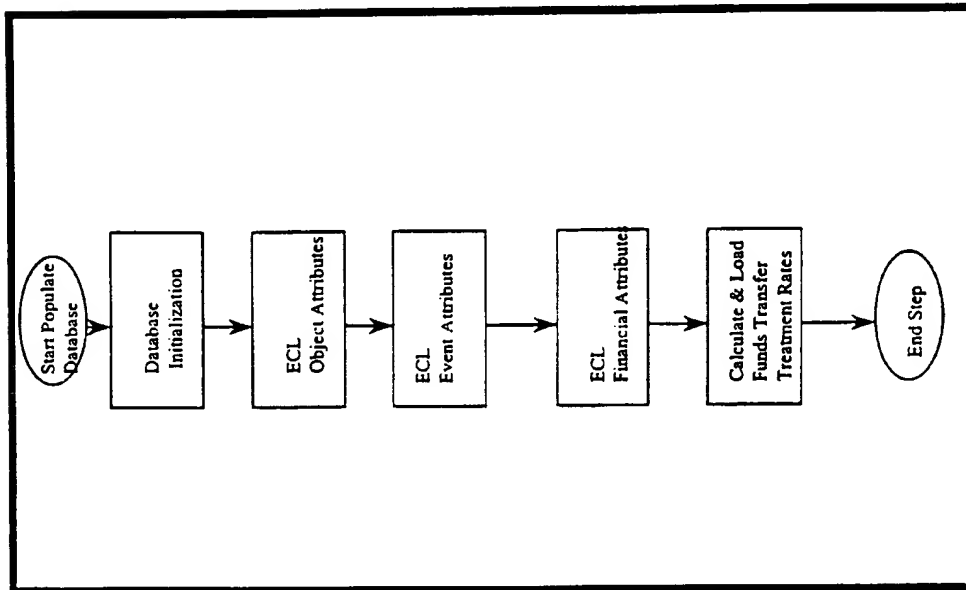 Start Populate
Database
Database
Initialization
ECL
Object Attributes
ECL
Event Attributes
ECL
Financial Attributes
Calculate & Load
Funds Transfer
Treatment Rates
End Step